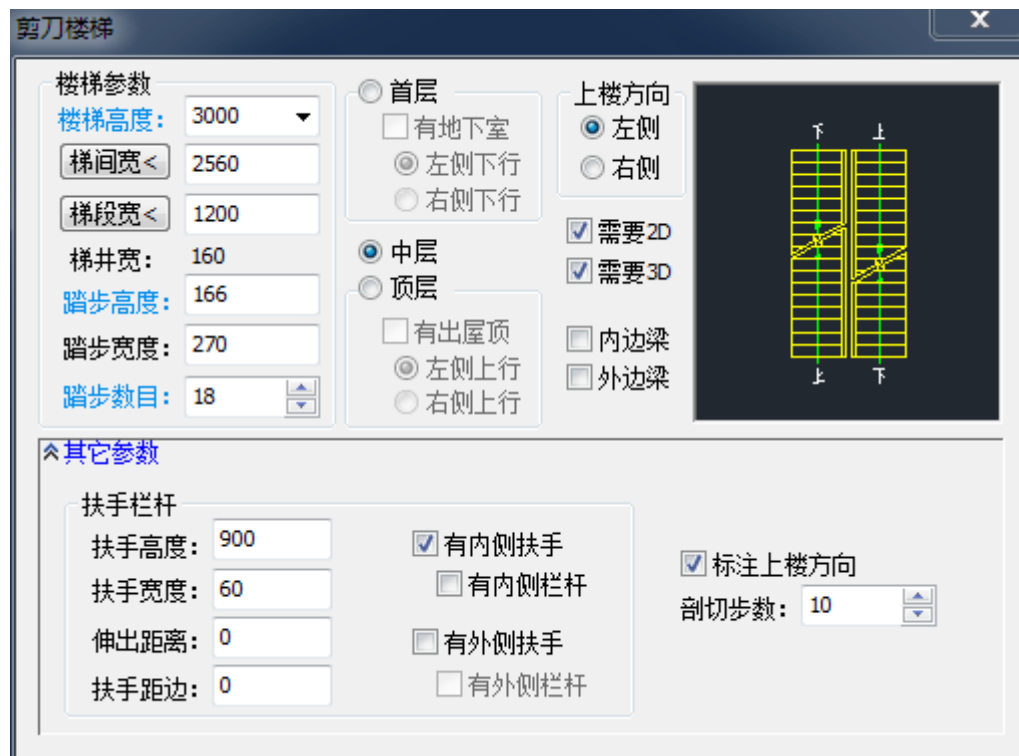 剪刀楼梯
X
楼梯参数
楼梯高度: 3000
梯间宽< 2560
梯段宽< 1200
梯井宽: 160
踏步高度: 166
踏步宽度: 270
踏步数目: 18
首层
有地下室
左侧下行
右侧下行
中层
顶层
有出屋顶
左侧上行
右侧上行
上楼方向
左侧
右侧
需要2D
需要3D
内边梁
外边梁
下 上
上 下
其它参数
扶手栏杆
扶手高度: 900
扶手宽度: 60
伸出距离: 0
扶手距边: 0
有内侧扶手
有内侧栏杆
有外侧扶手
有外侧栏杆
标注上楼方向
剖切步数: 10